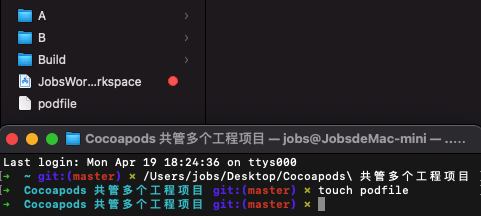 A
B
Build
JobsWor...rkspace
podfile
Cocoapods 共管多个工程项目 — jobs@JobsdeMac-mini — .....
Last login: Mon Apr 19 18:24:36 on ttys000
➜ ~ git:(master) ✗ /Users/jobs/Desktop/Cocoapods\ 共管多个工程项目
➜ Cocoapods 共管多个工程项目 git:(master) ✗ touch podfile
➜ Cocoapods 共管多个工程项目 git:(master) ✗